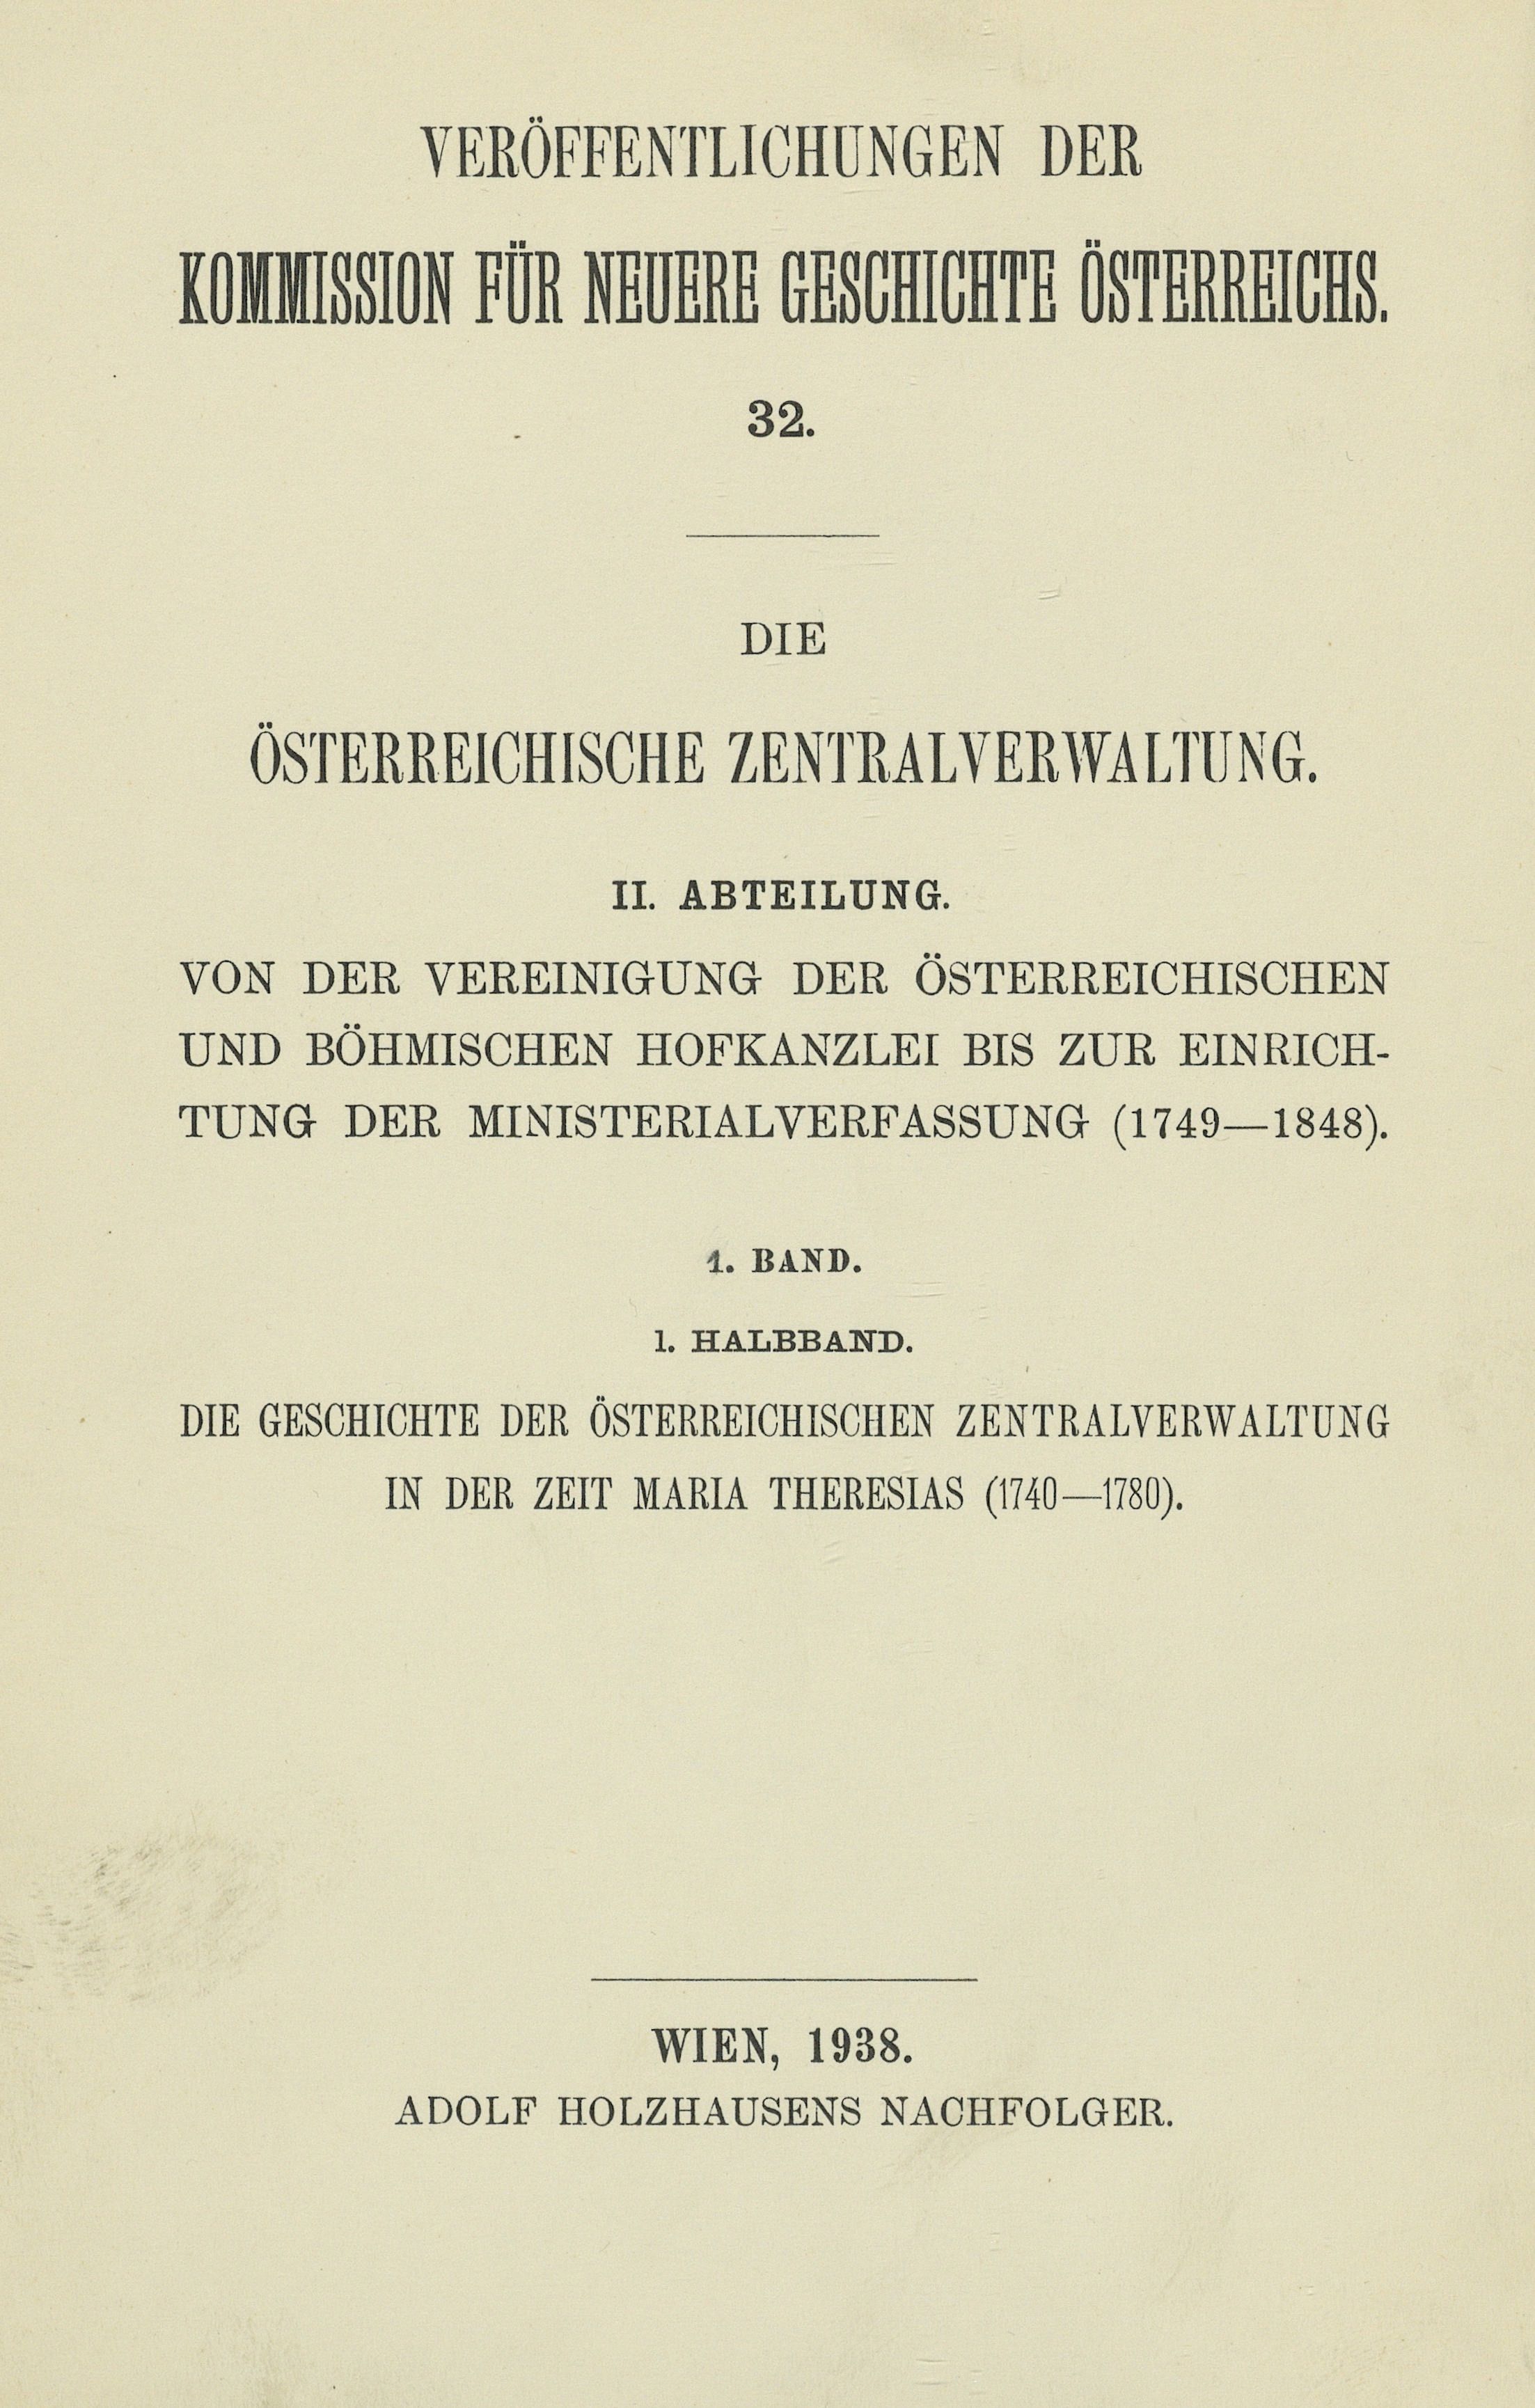 VERÖFFENTLICHUNGEN DER
KOMMISSION FÜR NEUERE GESCHICHTE ÖSTERREICHS.
32.
DIE
ÖSTERREICHISCHE ZENTRALVERWALTUNG.
II. ABTEILUNG.
VON DER VEREINIGUNG DER ÖSTERREICHISCHEN
UND BÖHMISCHEN HOFKANZLEI BIS ZUR EINRICH-
TUNG DER MINISTERIALVERFASSUNG (1749—1848).
1. BAND.
1. HALBBAND.
DIE GESCHICHTE DER ÖSTERREICHISCHEN ZENTRALVERWALTUNG
IN DER ZEIT MARIA THERESIAS (1740—1780).
WIEN, 1938.
ADOLF HOLZHAUSENS NACHFOLGER.